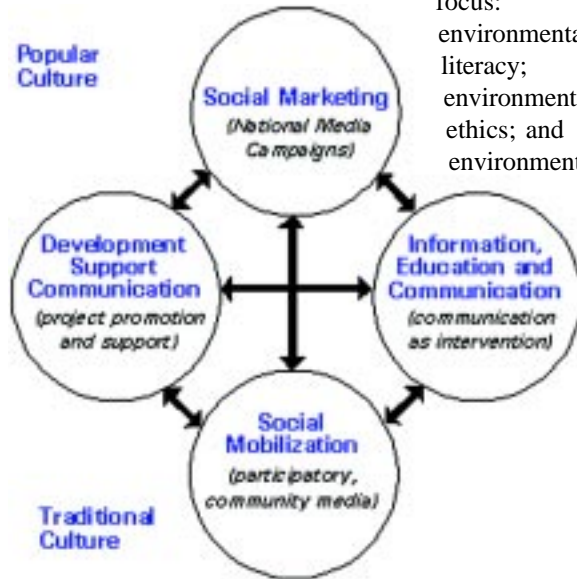 focus:
environmenta
literacy;
environment
ethics; and
environment
Popular
Culture
Social Marketing
(National Media
Campaigns)
Development
Support
Communication
(project promotion
and support)
Information,
Education and
Communication
(communication
as intervention)
Social
Mobilization
(participatory,
community media)
Traditional
Culture